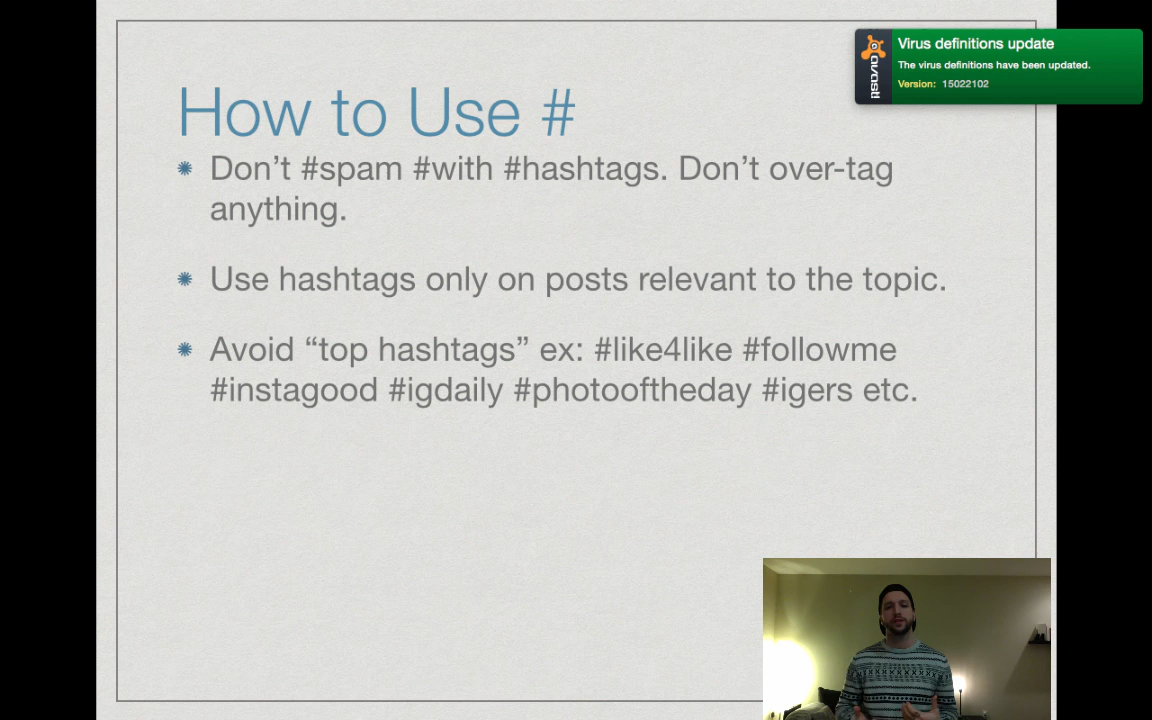 Virus definitions update
The virus definitions have been updated.
Version: 15022102
avast!
How to Use #
Don’t #spam #with #hashtags. Don’t over-tag
anything.
Use hashtags only on posts relevant to the topic.
Avoid “top hashtags” ex: #like4like #followme
#instagood #igdaily #photooftheday #igers etc.